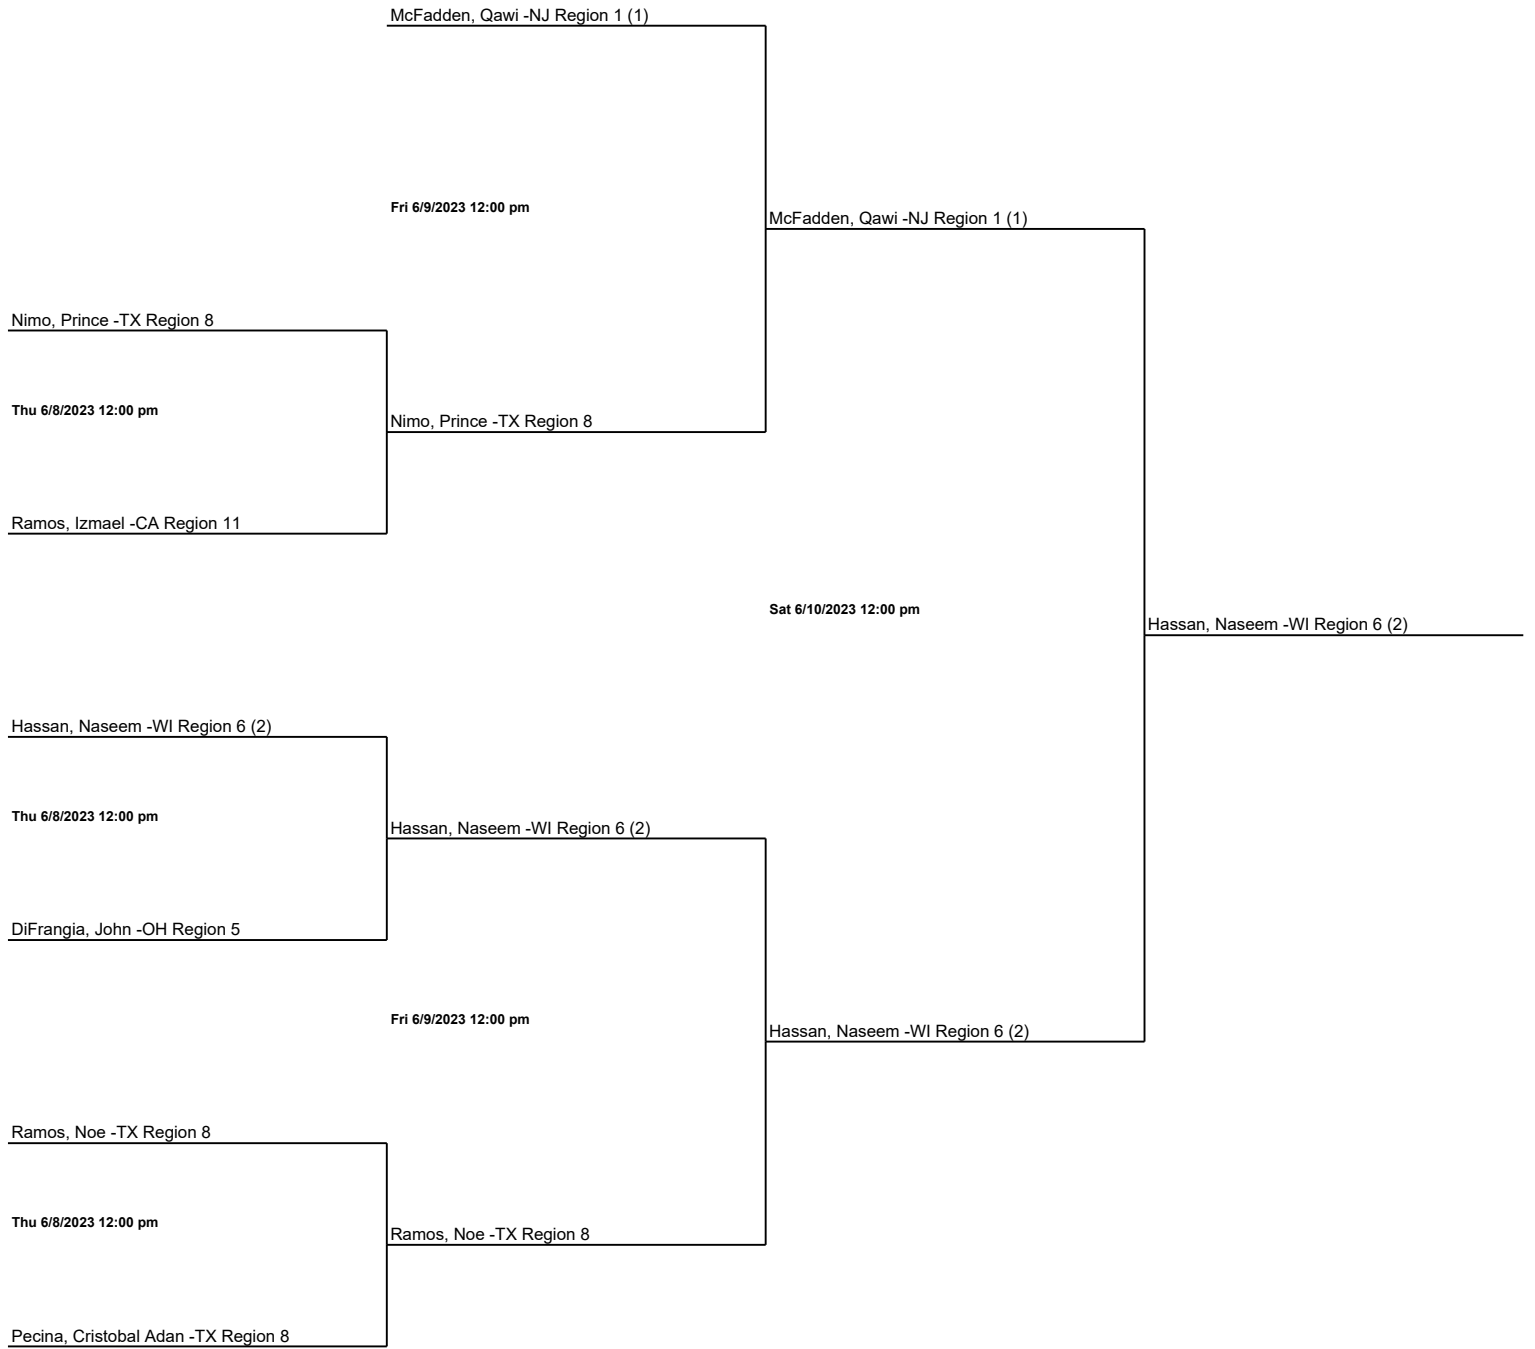 McFadden, Qawi -NJ Region 1 (1)
Fri 6/9/2023 12:00 pm
McFadden, Qawi -NJ Region 1 (1)
Nimo, Prince -TX Region 8
Thu 6/8/2023 12:00 pm
Nimo, Prince -TX Region 8
Ramos, Izmael -CA Region 11
Sat 6/10/2023 12:00 pm
Hassan, Naseem -WI Region 6 (2)
Hassan, Naseem -WI Region 6 (2)
Thu 6/8/2023 12:00 pm
Hassan, Naseem -WI Region 6 (2)
DiFrangia, John -OH Region 5
Fri 6/9/2023 12:00 pm
Hassan, Naseem -WI Region 6 (2)
Ramos, Noe -TX Region 8
Thu 6/8/2023 12:00 pm
Ramos, Noe -TX Region 8
Pecina, Cristobal Adan -TX Region 8